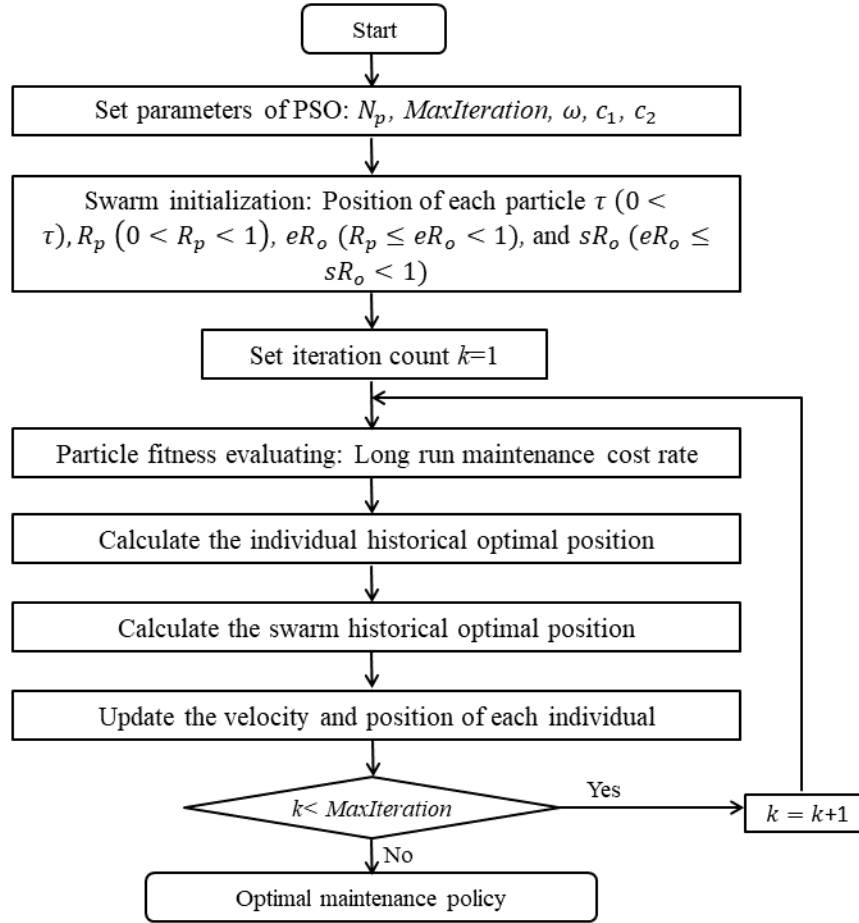 Start
Set parameters of PSO: N_p, MaxIteration, ω, c_1, c_2
Swarm initialization: Position of each particle τ (0 <
τ), R_p (0 < R_p < 1), eR_o (R_p ≤ eR_o < 1), and sR_o (eR_o ≤
sR_o < 1)
Set iteration count k=1
Particle fitness evaluating: Long run maintenance cost rate
Calculate the individual historical optimal position
Calculate the swarm historical optimal position
Update the velocity and position of each individual
k< MaxIteration
Yes
k = k+1
No
Optimal maintenance policy